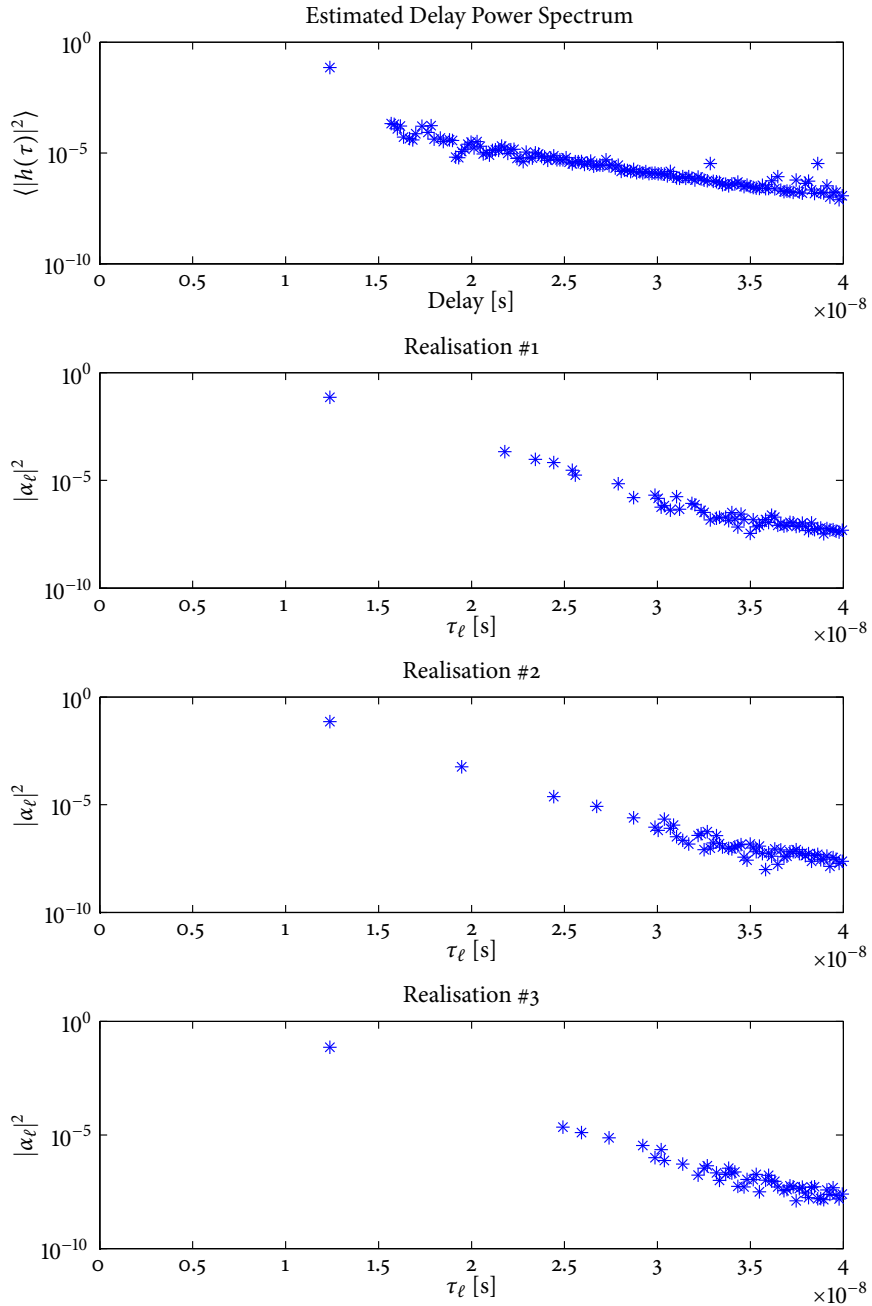 Estimated Delay Power Spectrum
10^0
10^−5
10^−10
⟨||h(τ)|^2⟩
0 0.5 1 1.5 2 2.5 3 3.5 4
Delay [s]
×10^−8
Realisation #1
10^0
10^−5
10^−10
|α_ℓ|^2
0 0.5 1 1.5 2 2.5 3 3.5 4
τ_ℓ [s]
×10^−8
Realisation #2
10^0
10^−5
10^−10
|α_ℓ|^2
0 0.5 1 1.5 2 2.5 3 3.5 4
τ_ℓ [s]
×10^−8
Realisation #3
10^0
10^−5
10^−10
|α_ℓ|^2
0 0.5 1 1.5 2 2.5 3 3.5 4
τ_ℓ [s]
×10^−8